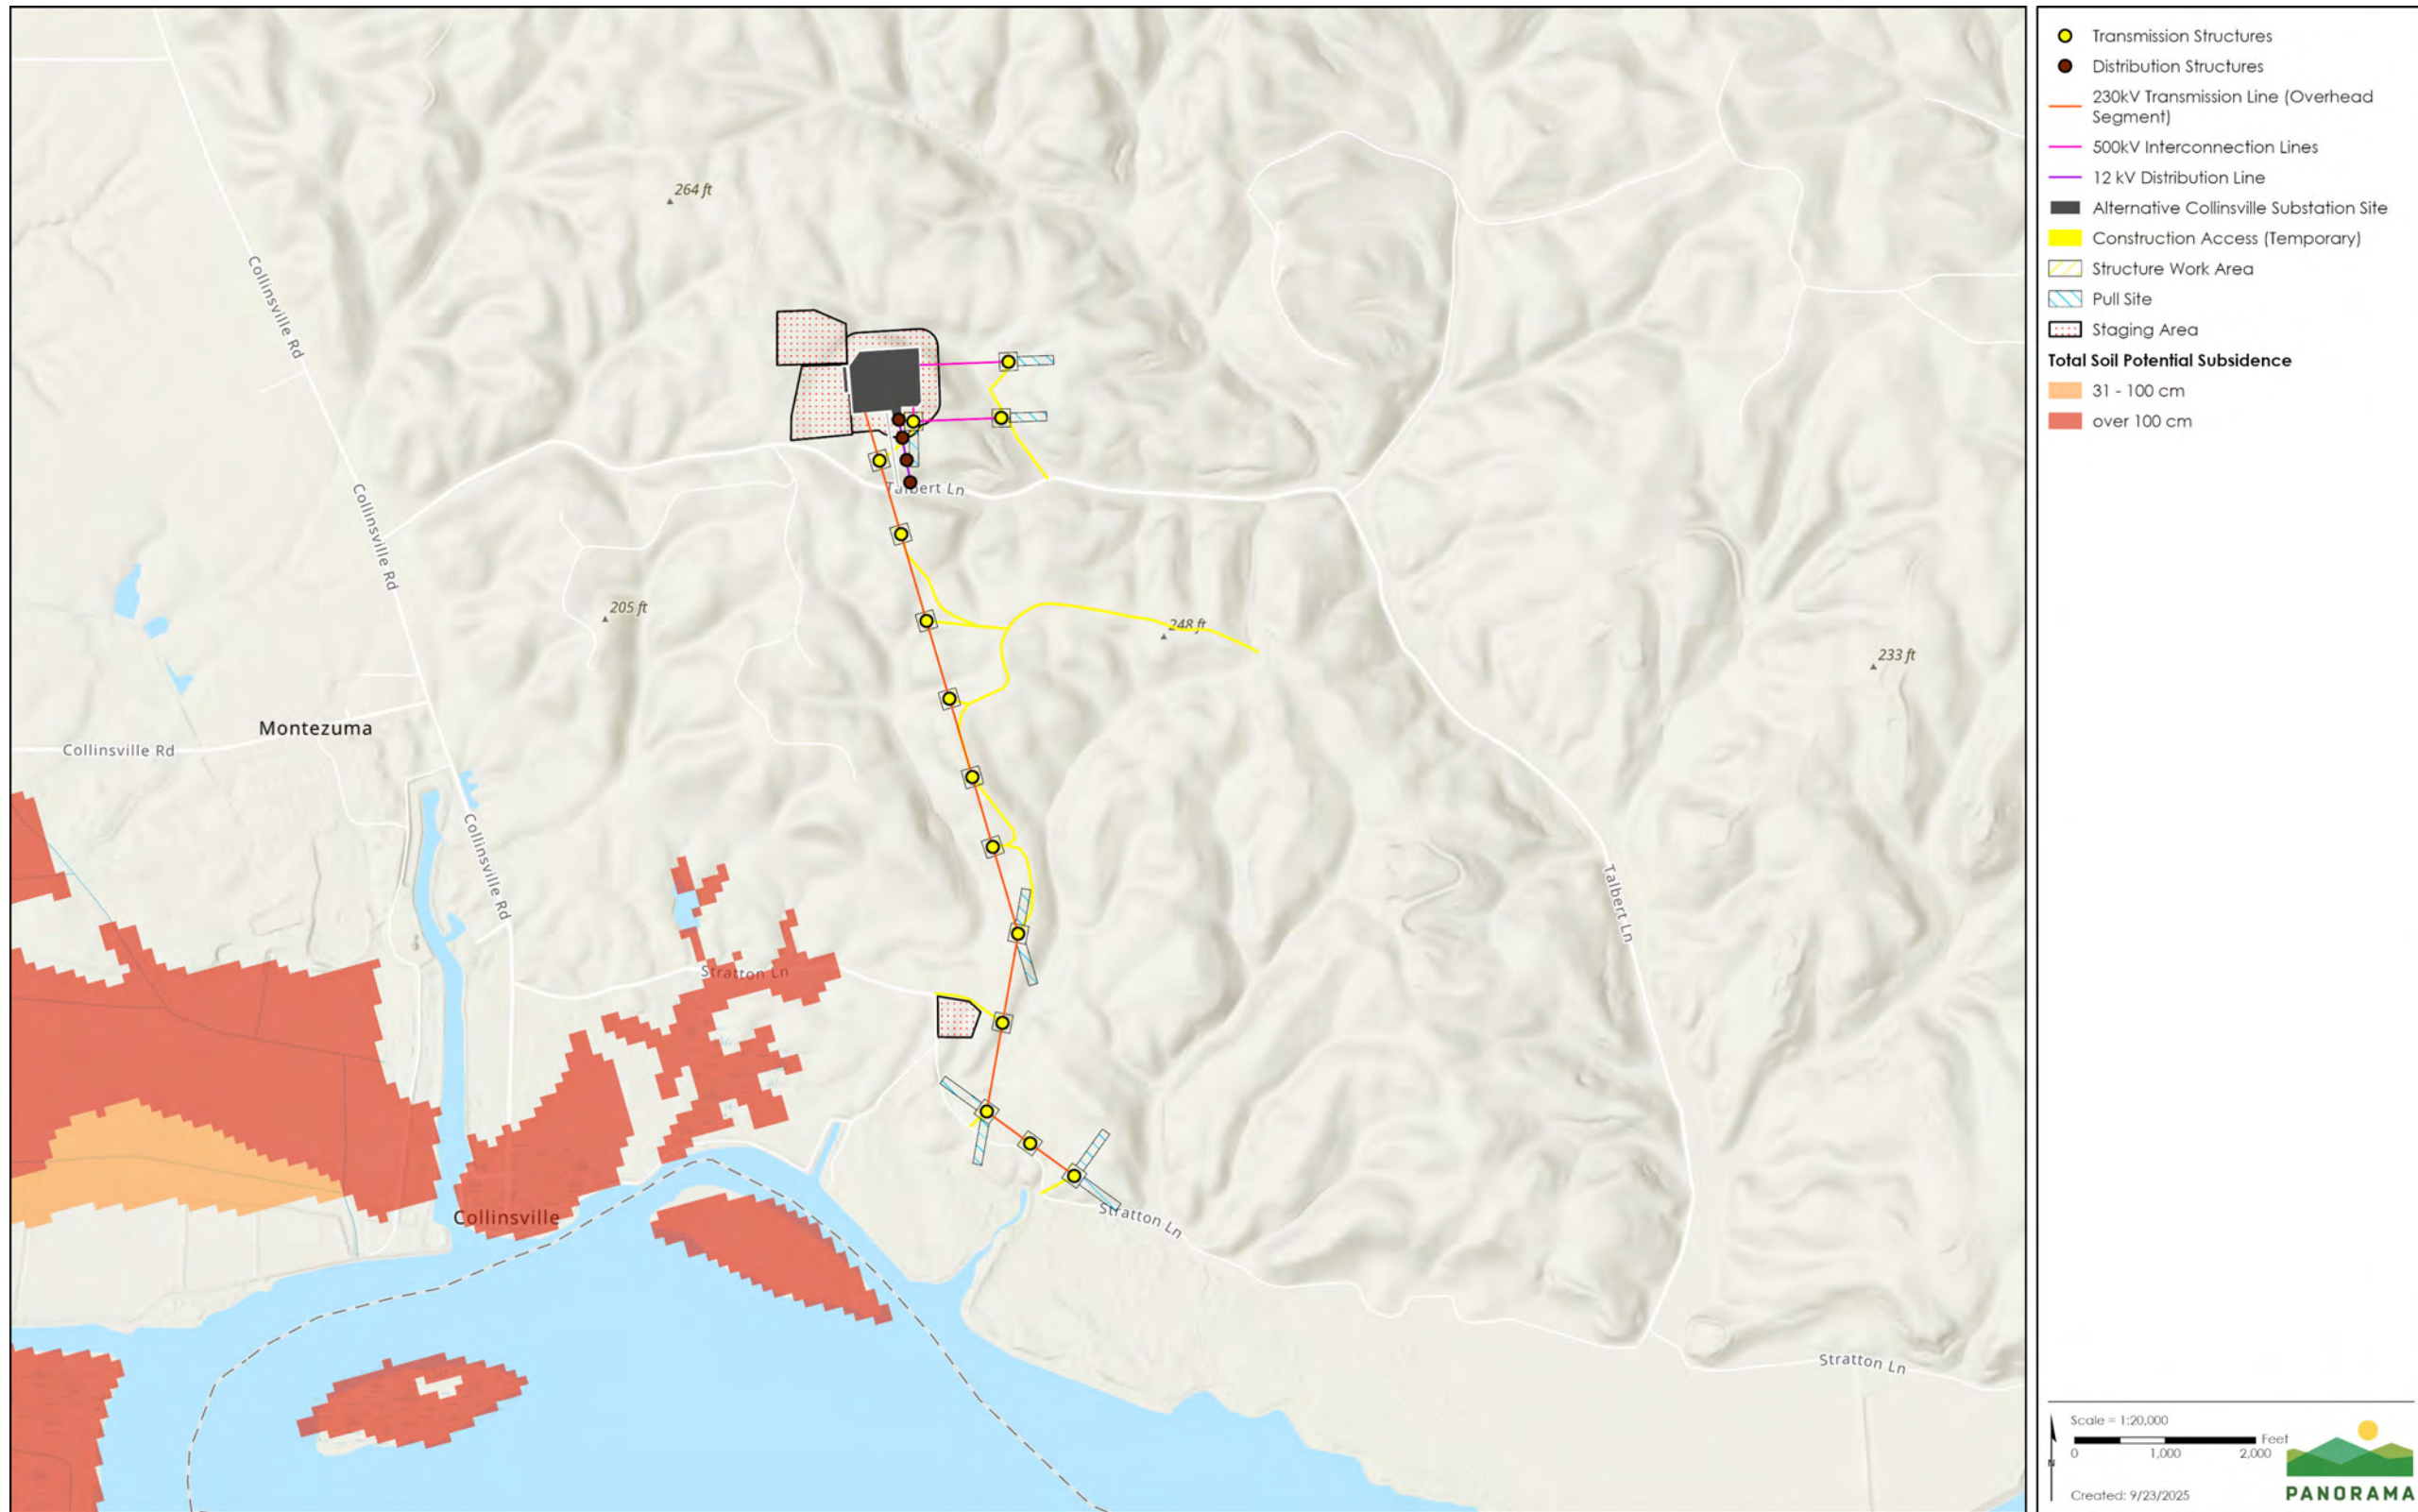 264 ft
Collinsville Rd
Collinsville Rd
Talbert Ln
205 ft
248 ft
233 ft
Montezuma
Collinsville Rd
Collinsville Rd
Talbert Ln
Stratton Ln
Collinsville
Stratton Ln
Stratton Ln
Transmission Structures
Distribution Structures
230kV Transmission Line (Overhead
Segment)
500kV Interconnection Lines
12 kV Distribution Line
Alternative Collinsville Substation Site
Construction Access (Temporary)
Structure Work Area
Pull Site
Staging Area
Total Soil Potential Subsidence
31 - 100 cm
over 100 cm
Scale = 1:20,000
Feet
0 1,000 2,000
N
Created: 9/23/2025
PANORAMA